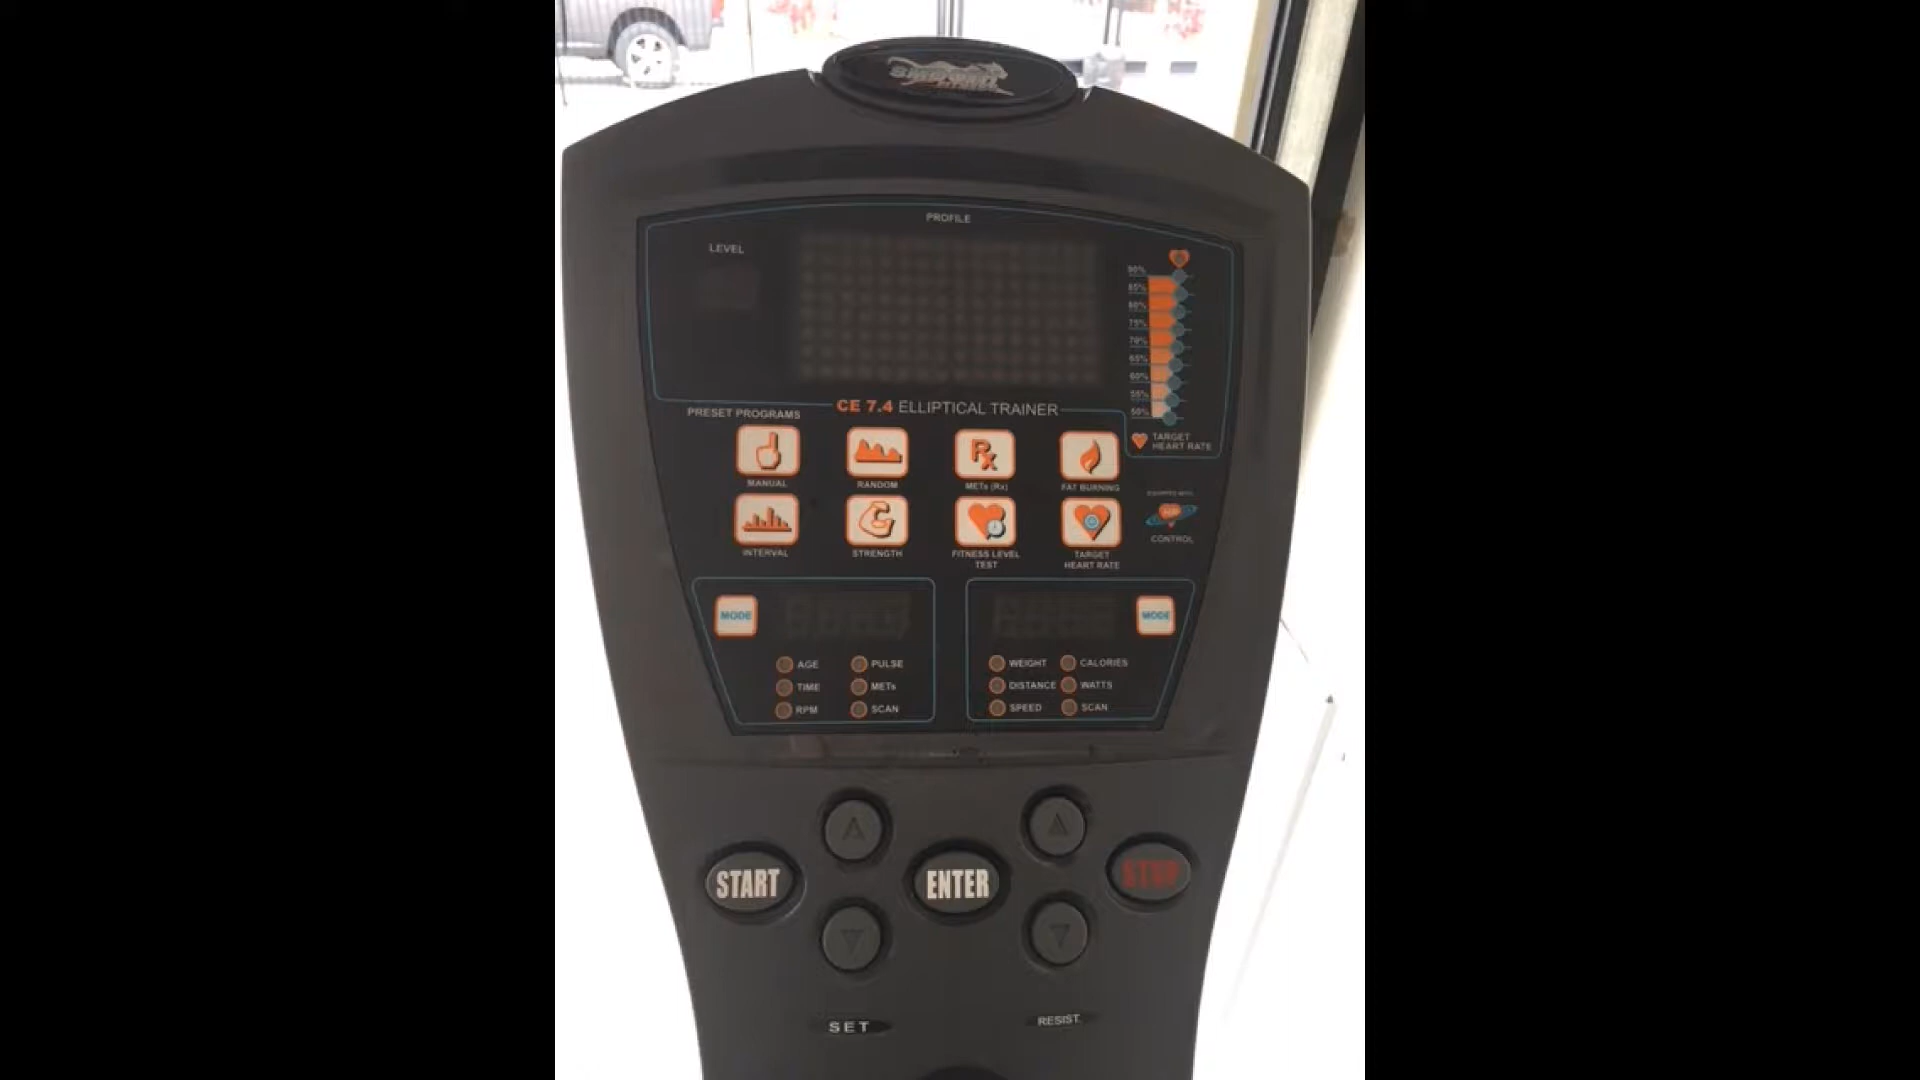 PROFILE
LEVEL
90%
85%
80%
75%
70%
65%
60%
55%
50%
TARGET
HEART RATE
CE 7.4 ELLIPTICAL TRAINER
PRESET PROGRAMS
Rx
MANUAL
RANDOM
METs (Rx)
FAT BURNING
INTERVAL
STRENGTH
FITNESS LEVEL
TEST
TARGET
HEART RATE
CONTROL
MODE
MODE
AGE
PULSE
TIME
METs
RPM
SCAN
WEIGHT
CALORIES
DISTANCE
WATTS
SPEED
SCAN
START
ENTER
STOP
SET
RESIST.